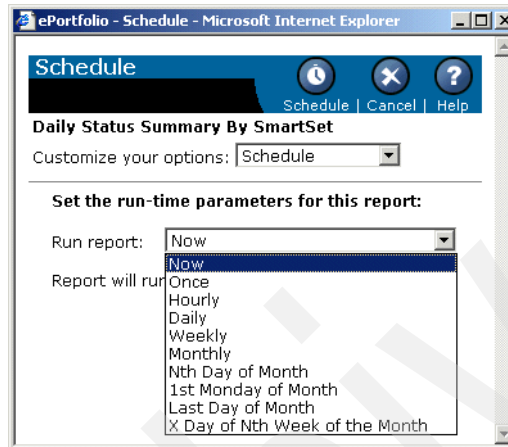 ePortfolio - Schedule - Microsoft Internet Explorer
Schedule
Schedule | Cancel | Help
Daily Status Summary By SmartSet
Customize your options: Schedule
Set the run-time parameters for this report:
Run report: Now
Now
Report will run
Once
Hourly
Daily
Weekly
Monthly
Nth Day of Month
1st Monday of Month
Last Day of Month
X Day of Nth Week of the Month